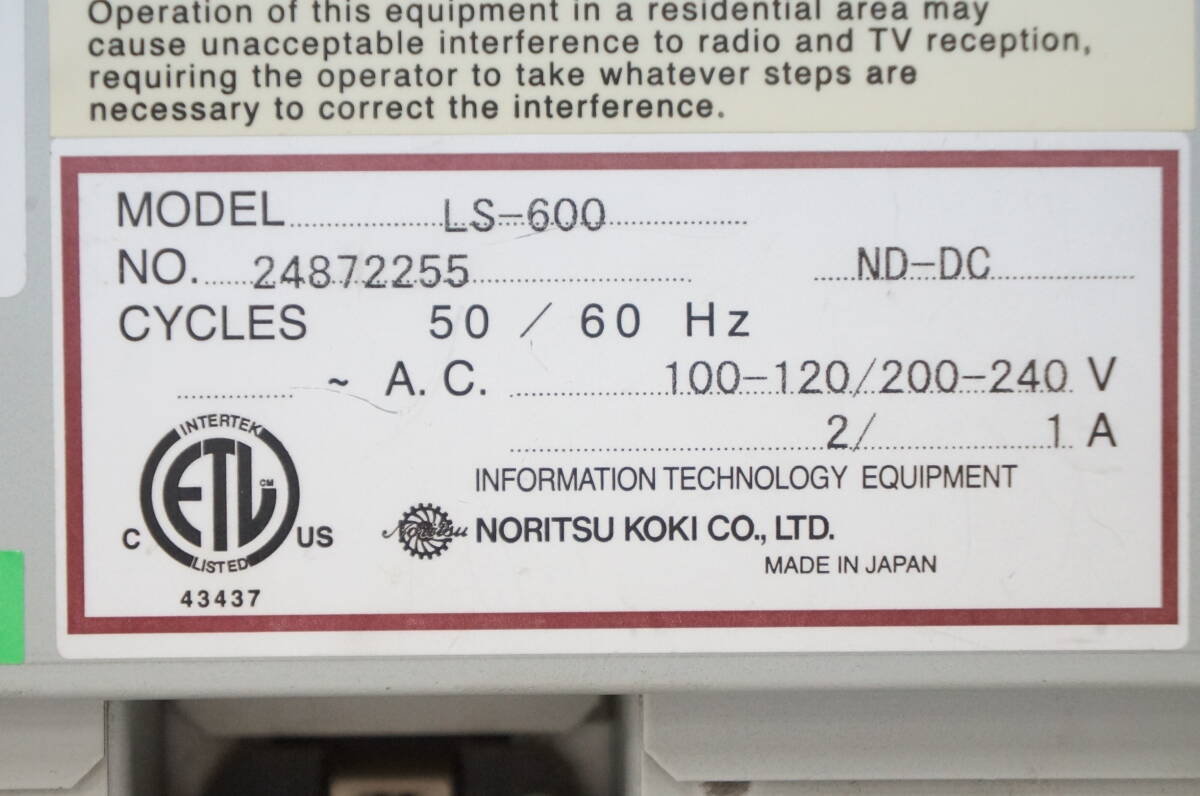 Operation of this equipment in a residential area may
cause unacceptable interference to radio and TV reception,
requiring the operator to take whatever steps are
necessary to correct the interference.
MODEL LS-600
NO. 24872255 ND-DC
CYCLES 50 / 60 Hz
~ A. C. 100-120/200-240 V
2/ 1 A
INTERTEK
ETL CM
C US
LISTED
43437
INFORMATION TECHNOLOGY EQUIPMENT
Noritsu NORITSU KOKI CO., LTD.
MADE IN JAPAN